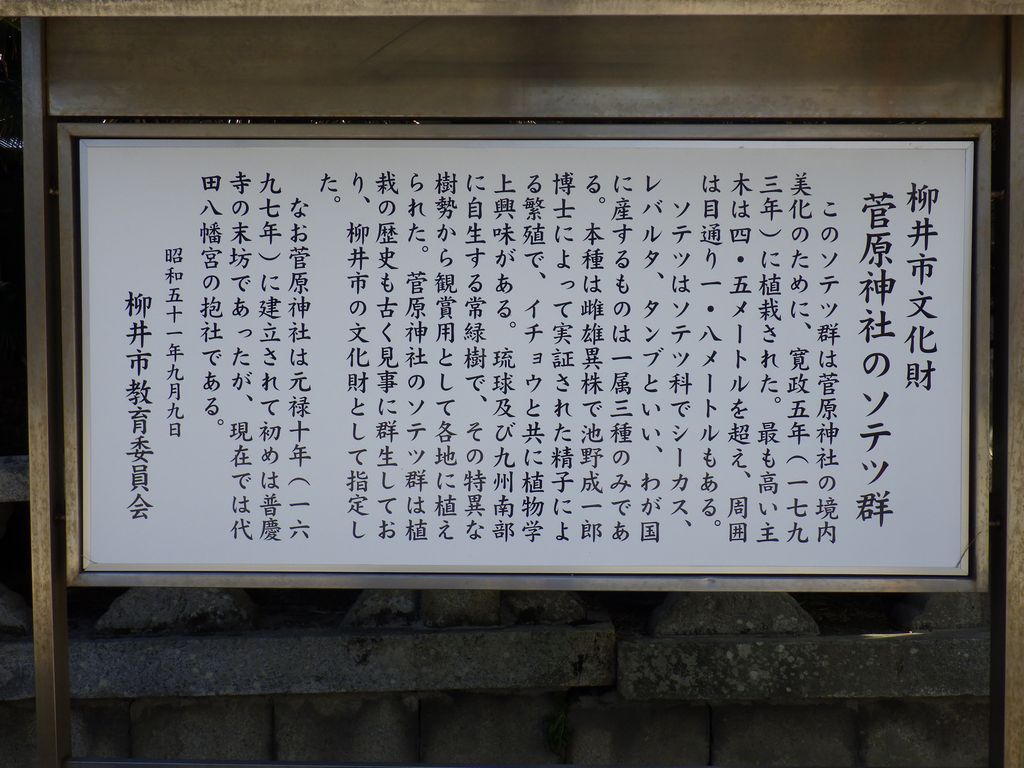 柳井市文化財
菅原神社のソテツ群
このソテツ群は菅原神社の境内
美化のために、寛政五年（一七九
三年）に植栽された。最も高い主
木は四・五メートルを超え、周囲
は目通り一・八メートルもある。
ソテツはソテツ科でシーカス、
レバルタ、タンブといい、わが国
に産するものは一属三種のみであ
る。本種は雌雄異株で池野成一郎
博士によって実証された精子によ
る繁殖で、イチョウと共に植物学
上興味がある。琉球及び九州南部
に自生する常緑樹で、その特異な
樹勢から観賞用として各地に植え
られた。菅原神社のソテツ群は植
栽の歴史も古く見事に群生してお
り、柳井市の文化財として指定し
た。
なお菅原神社は元禄十年（一六
九七年）に建立されて初めは普慶
寺の末坊であったが、現在では代
田八幡宮の抱社である。
昭和五十一年九月九日
柳井市教育委員会